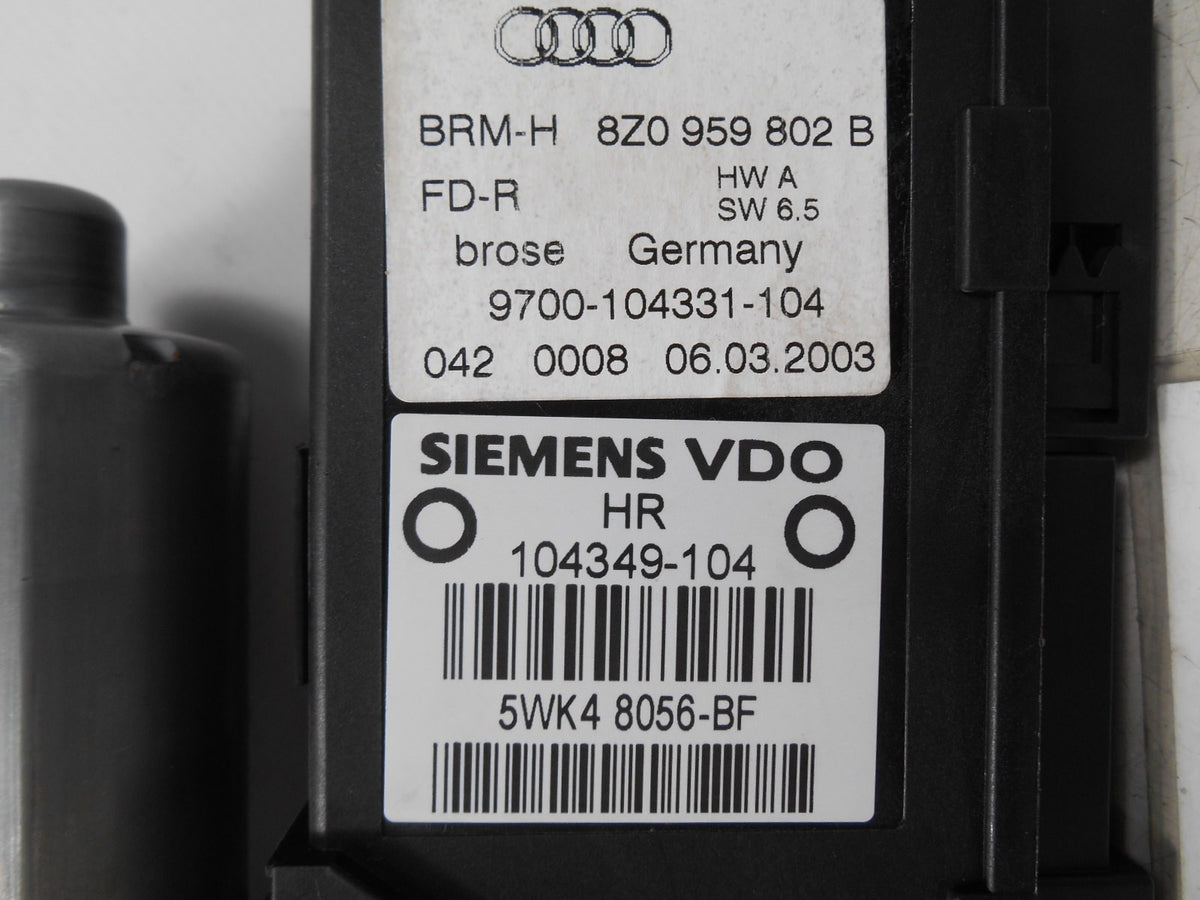 BRM-H 8Z0 959 802 B
FD-R HW A
SW 6.5
brose Germany
9700-104331-104
042 0008 06.03.2003
SIEMENS VDO
HR
104349-104
5WK4 8056-BF